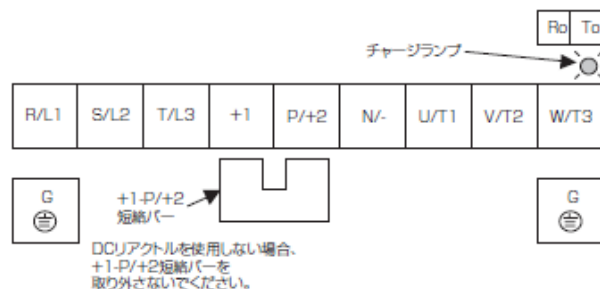 Ro To
チャージランプ
R/L1 S/L2 T/L3 +1 P/+2 N/- U/T1 V/T2 W/T3
G
+1-P/+2
短絡バー
G
DCリアクトルを使用しない場合、
+1-P/+2短絡バーを
取り外さないでください。